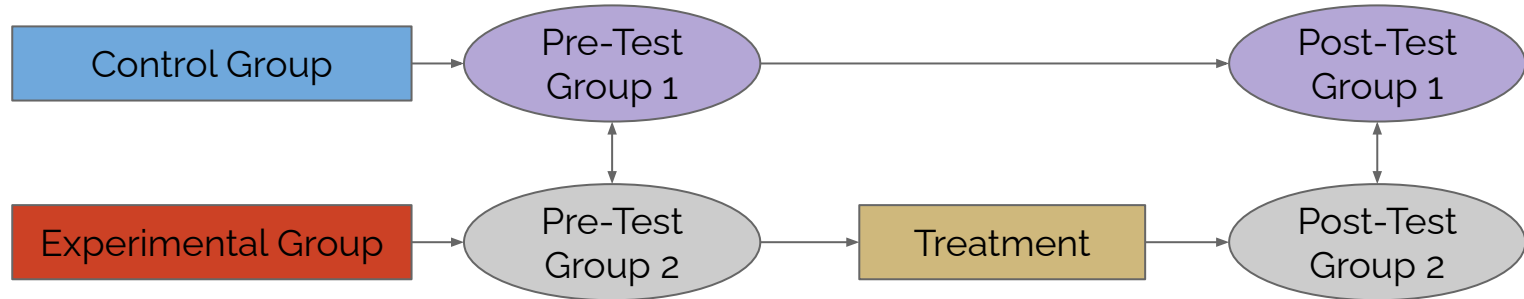 Control Group
Pre-Test
Group 1
Post-Test
Group 1
Experimental Group
Pre-Test
Group 2
Treatment
Post-Test
Group 2